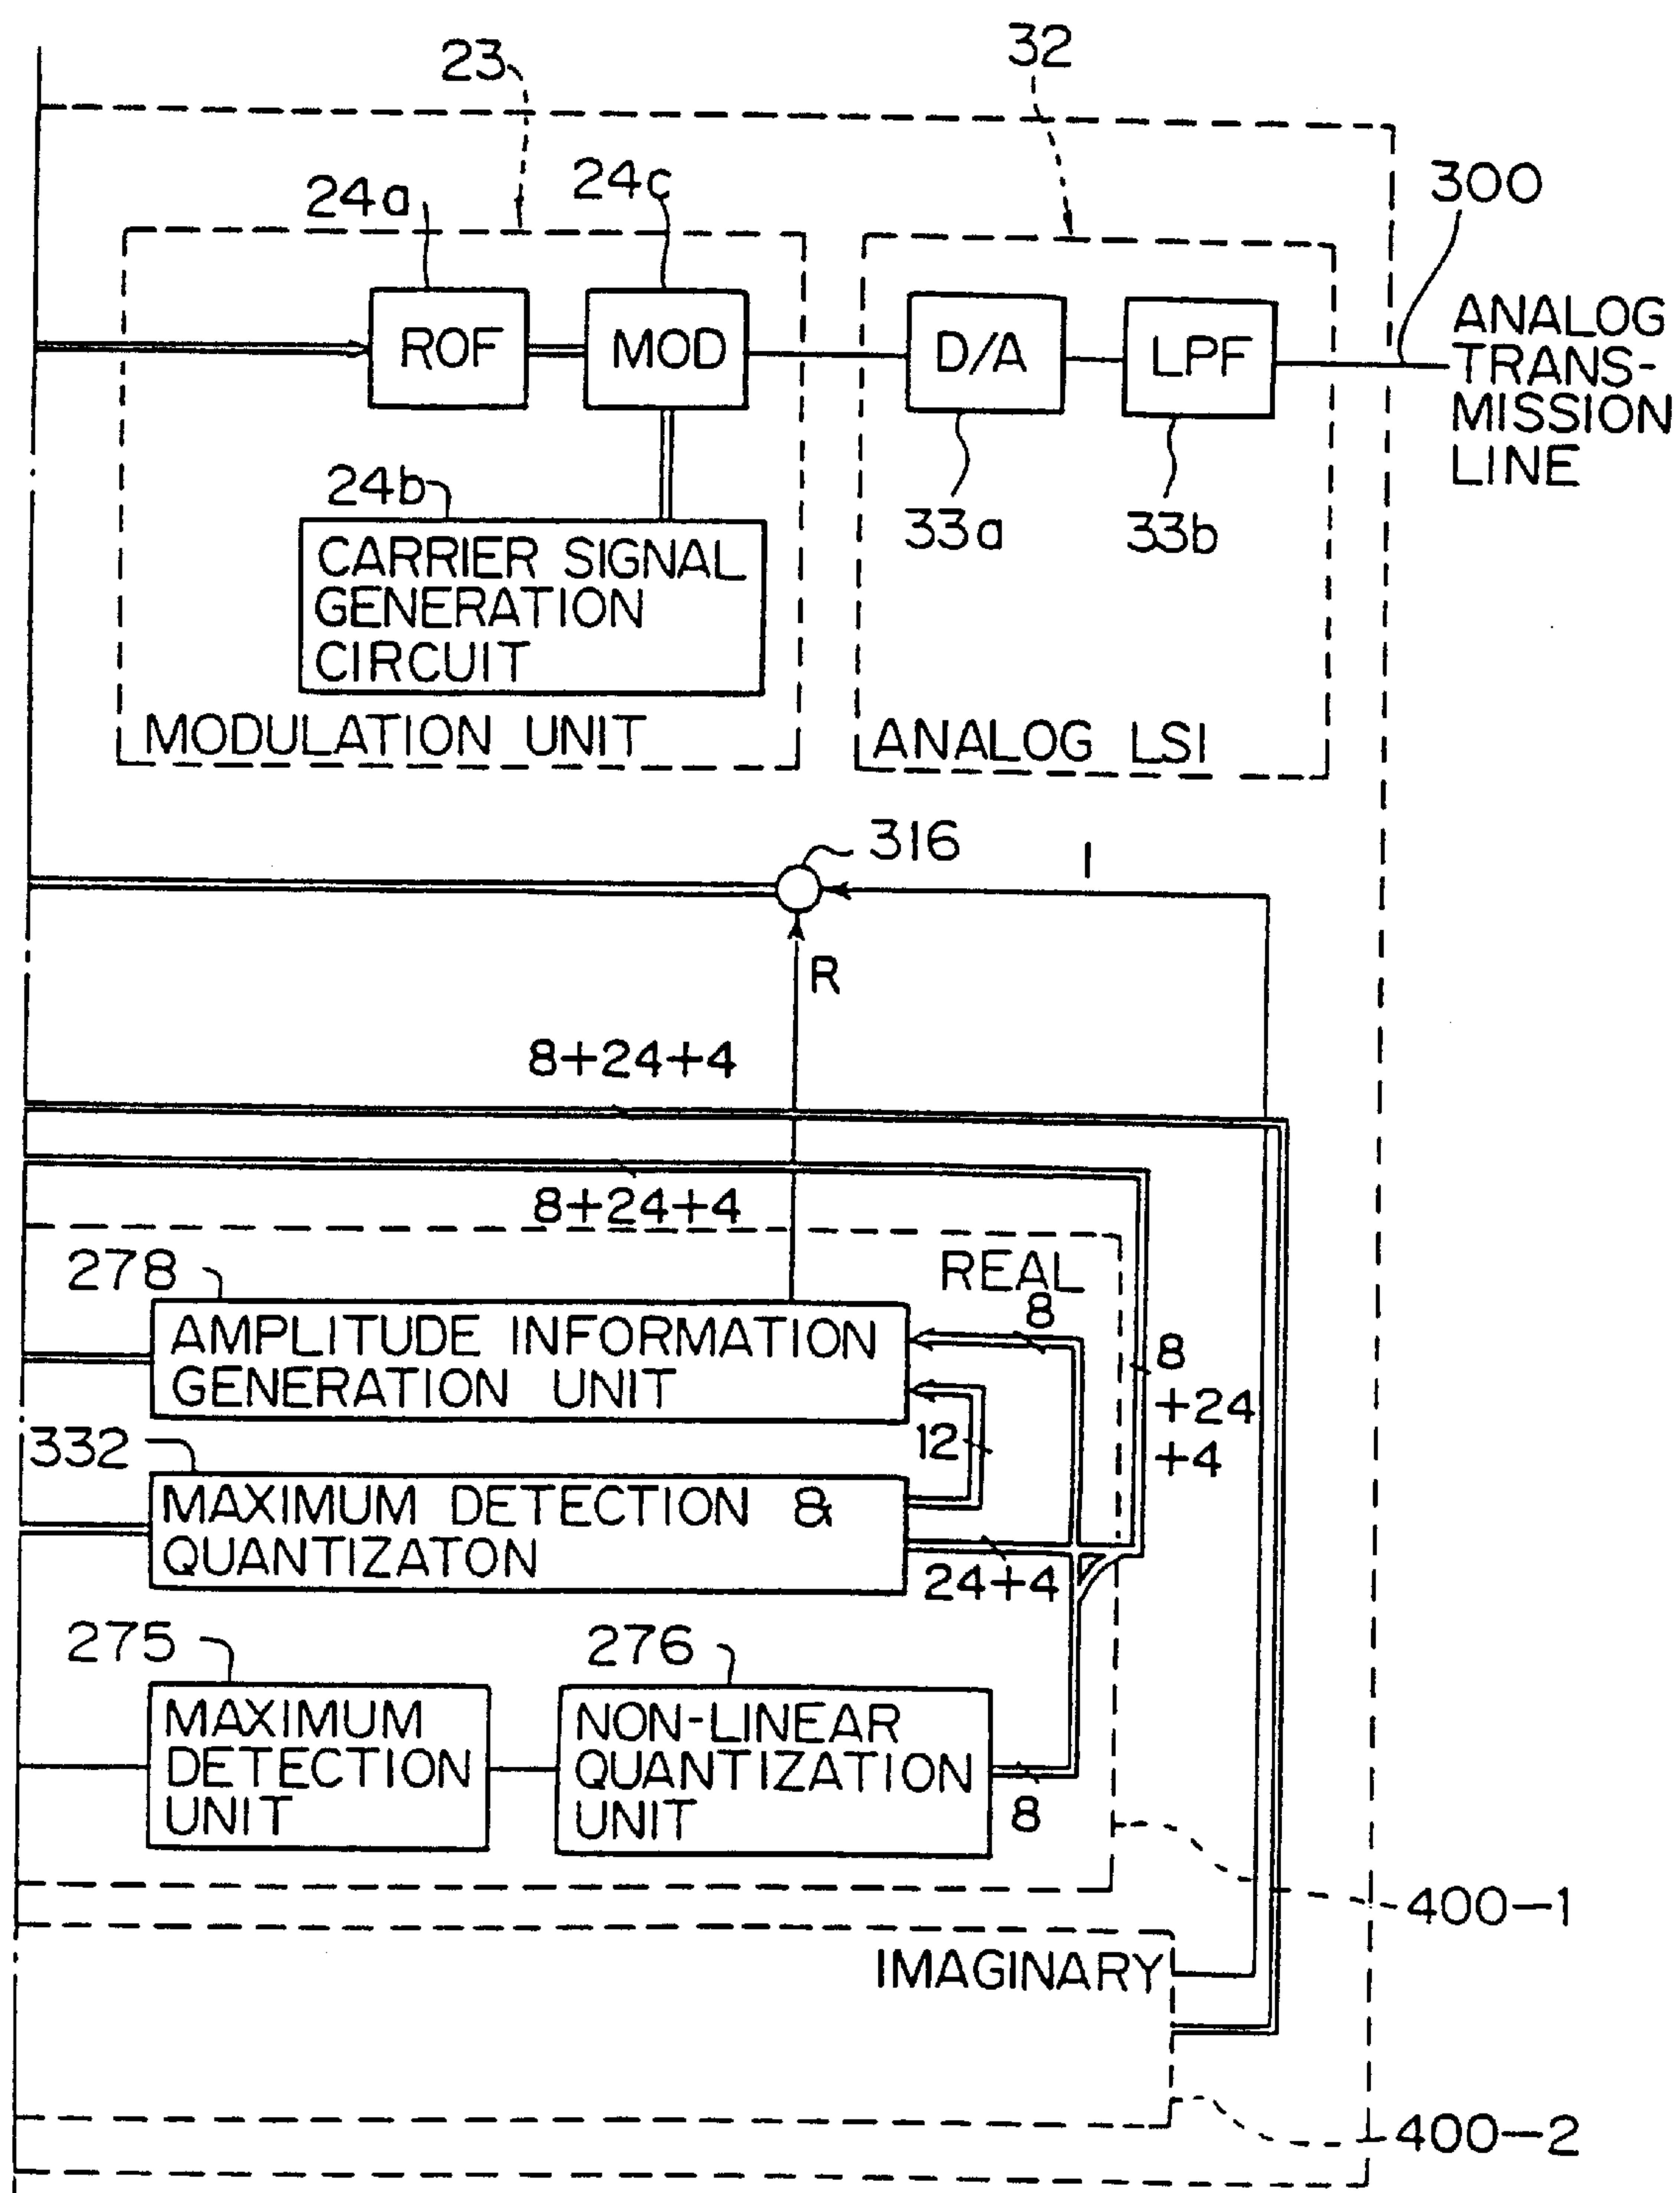 23
32
24a
24c
300
ROF
MOD
D/A
LPF
ANALOG
TRANS-
MISSION
LINE
24b
33a
33b
CARRIER SIGNAL
GENERATION
CIRCUIT
MODULATION UNIT
ANALOG LSI
316
I
R
8+24+4
8+24+4
278
REAL
8
AMPLITUDE INFORMATION
GENERATION UNIT
8
+24
+4
12
332
MAXIMUM DETECTION &
QUANTIZATON
24+4
275
276
MAXIMUM
DETECTION
UNIT
NON-LINEAR
QUANTIZATION
UNIT
8
400-1
IMAGINARY
400-2